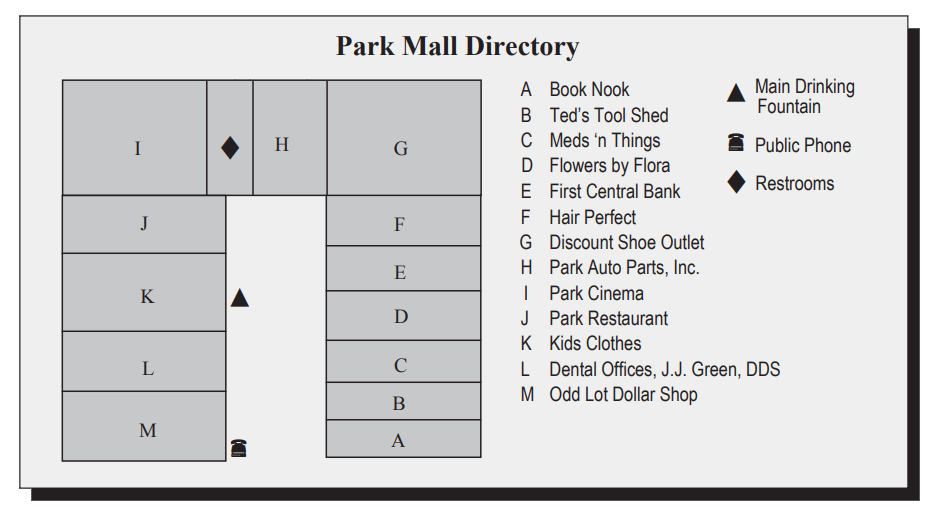 Park Mall Directory
I
H
G
J
F
K
E
D
L
C
B
M
A
A Book Nook
B Ted's Tool Shed
C Meds ‘n Things
D Flowers by Flora
E First Central Bank
F Hair Perfect
G Discount Shoe Outlet
H Park Auto Parts, Inc.
I Park Cinema
J Park Restaurant
K Kids Clothes
L Dental Offices, J.J. Green, DDS
M Odd Lot Dollar Shop
Main Drinking
Fountain
Public Phone
Restrooms